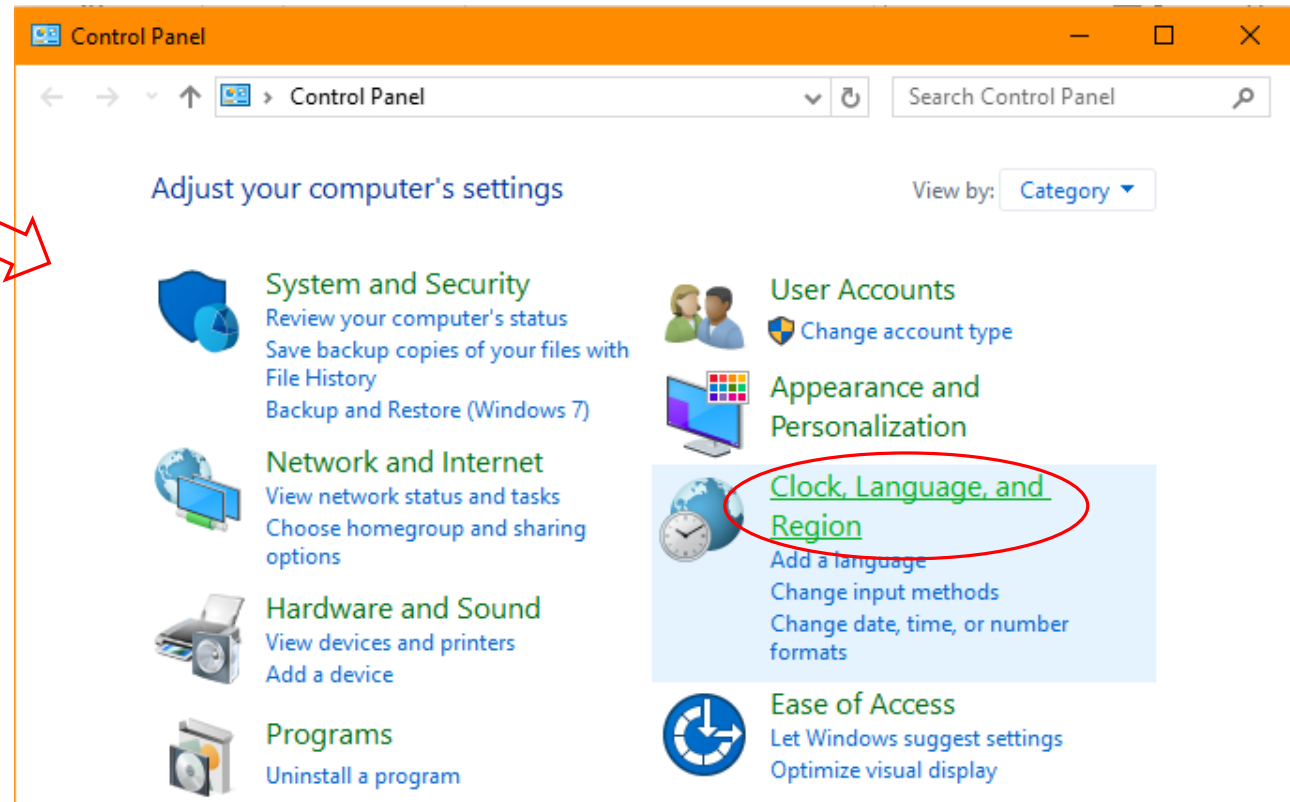 Control Panel
Control Panel
Search Control Panel
Adjust your computer's settings
View by: Category
System and Security
Review your computer's status
Save backup copies of your files with
File History
Backup and Restore (Windows 7)
Network and Internet
View network status and tasks
Choose homegroup and sharing
options
Hardware and Sound
View devices and printers
Add a device
Programs
Uninstall a program
User Accounts
Change account type
Appearance and
Personalization
Clock, Language, and
Region
Add a language
Change input methods
Change date, time, or number
formats
Ease of Access
Let Windows suggest settings
Optimize visual display